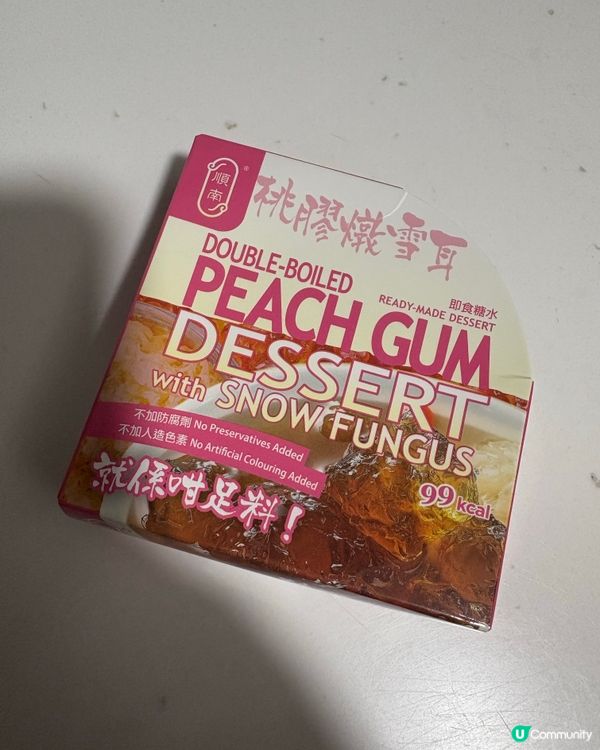 順南
®
桃膠燉雪耳
DOUBLE-BOILED
PEACH GUM
即食糖水
READY-MADE DESSERT
DESSERT
with SNOW FUNGUS
不加防腐劑 No Preservatives Added
不加人造色素 No Artificial Colouring Added
就係咁足料！
99 kcal
U Community